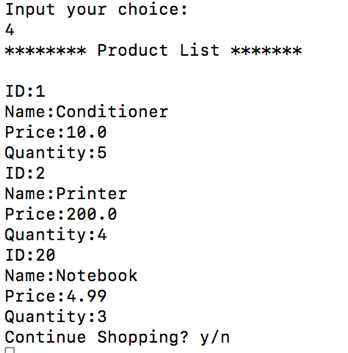 Input your choice:
4
******** Product List *******
ID:1
Name:Conditioner
Price:10.0
Quantity:5
ID:2
Name:Printer
Price:200.0
Quantity:4
ID:20
Name:Notebook
Price:4.99
Quantity:3
Continue Shopping? y/n